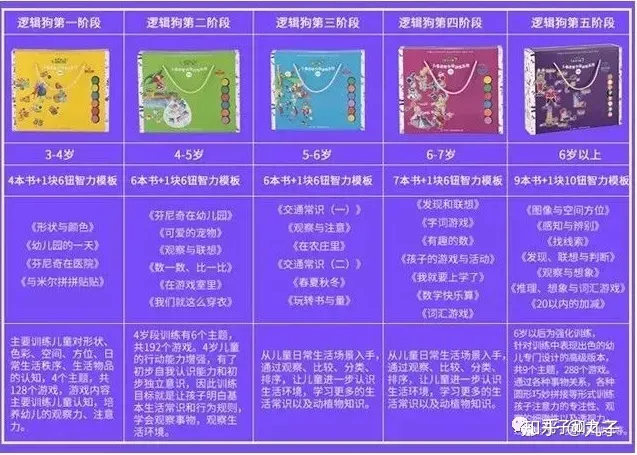 逻辑狗第一阶段
逻辑狗第二阶段
逻辑狗第三阶段
逻辑狗第四阶段
逻辑狗第五阶段
3-4岁
4-5岁
5-6岁
6-7岁
6岁以上
4本书+1块6钮智力模板
6本书+1块6钮智力模板
6本书+1块6钮智力模板
7本书+1块6钮智力模板
9本书+1块10钮智力模板
《形状与颜色》
《幼儿园的一天》
《芬尼奇在医院》
《与米尔拼拼贴贴》
《芬尼奇在幼儿园》
《可爱的宠物》
《观察与联想》
《数一数、比一比》
《在游戏室里》
《我们就这么穿衣》
《交通常识（一）》
《观察与注意》
《在农庄里》
《交通常识（二）》
《春夏秋冬》
《玩转书与量》
《发现和联想》
《字词游戏》
《有趣的数》
《孩子的游戏与活动》
《我就要上学了》
《数字快乐算》
《词汇游戏》
《图像与空间方位》
《感知与辨别》
《找线索》
《发现、联想与判断》
《观察与想象》
《推理、想象与词汇游戏》
《20以内的加减》
主要训练儿童对形状、
色彩、空间、方位、日
常生活秩序、生活物品
的认知，4个主题，共
128个游戏，游戏内容
主要训练儿童认知，培
养幼儿的观察力、注意
力。
4岁段训练有6个主题，
共192个游戏。4岁儿童
的行动能力增强，有了
初步自我认识能力和初
步独立意识，因此训练
目标就是让孩子明白基
本生活常识和行为规则，
学会观察事物，观察生
活环境。
从儿童日常生活场景入手，
通过观察、比较、分类、
排序，让儿童进一步认识
生活环境，学习更多的生
活常识以及动植物知识。
从儿童日常生活场景入手，
通过观察、比较、分类、
排序，让儿童进一步认识
生活环境，学习更多的生
活常识以及动植物知识。
6岁以后为强化训练，
针对训练中表现出色的幼
儿专门设计的高级版本，
共9个主题，288个游戏。
通过各种事物关系，各种
图形巧妙拼接等形式训练
孩子注意力的专注性、观